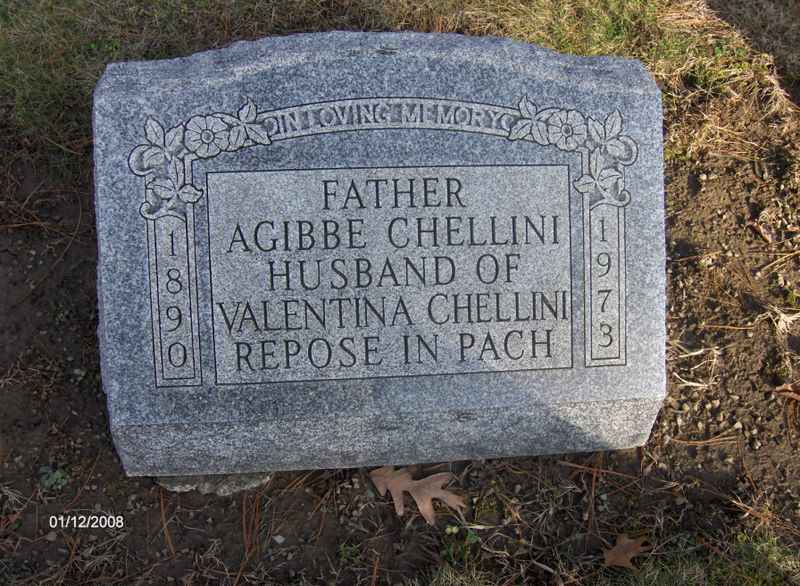 IN LOVING MEMORY
FATHER
AGIBBE CHELLINI
HUSBAND OF
VALENTINA CHELLINI
REPOSE IN PACH
1890
1973
01/12/2008